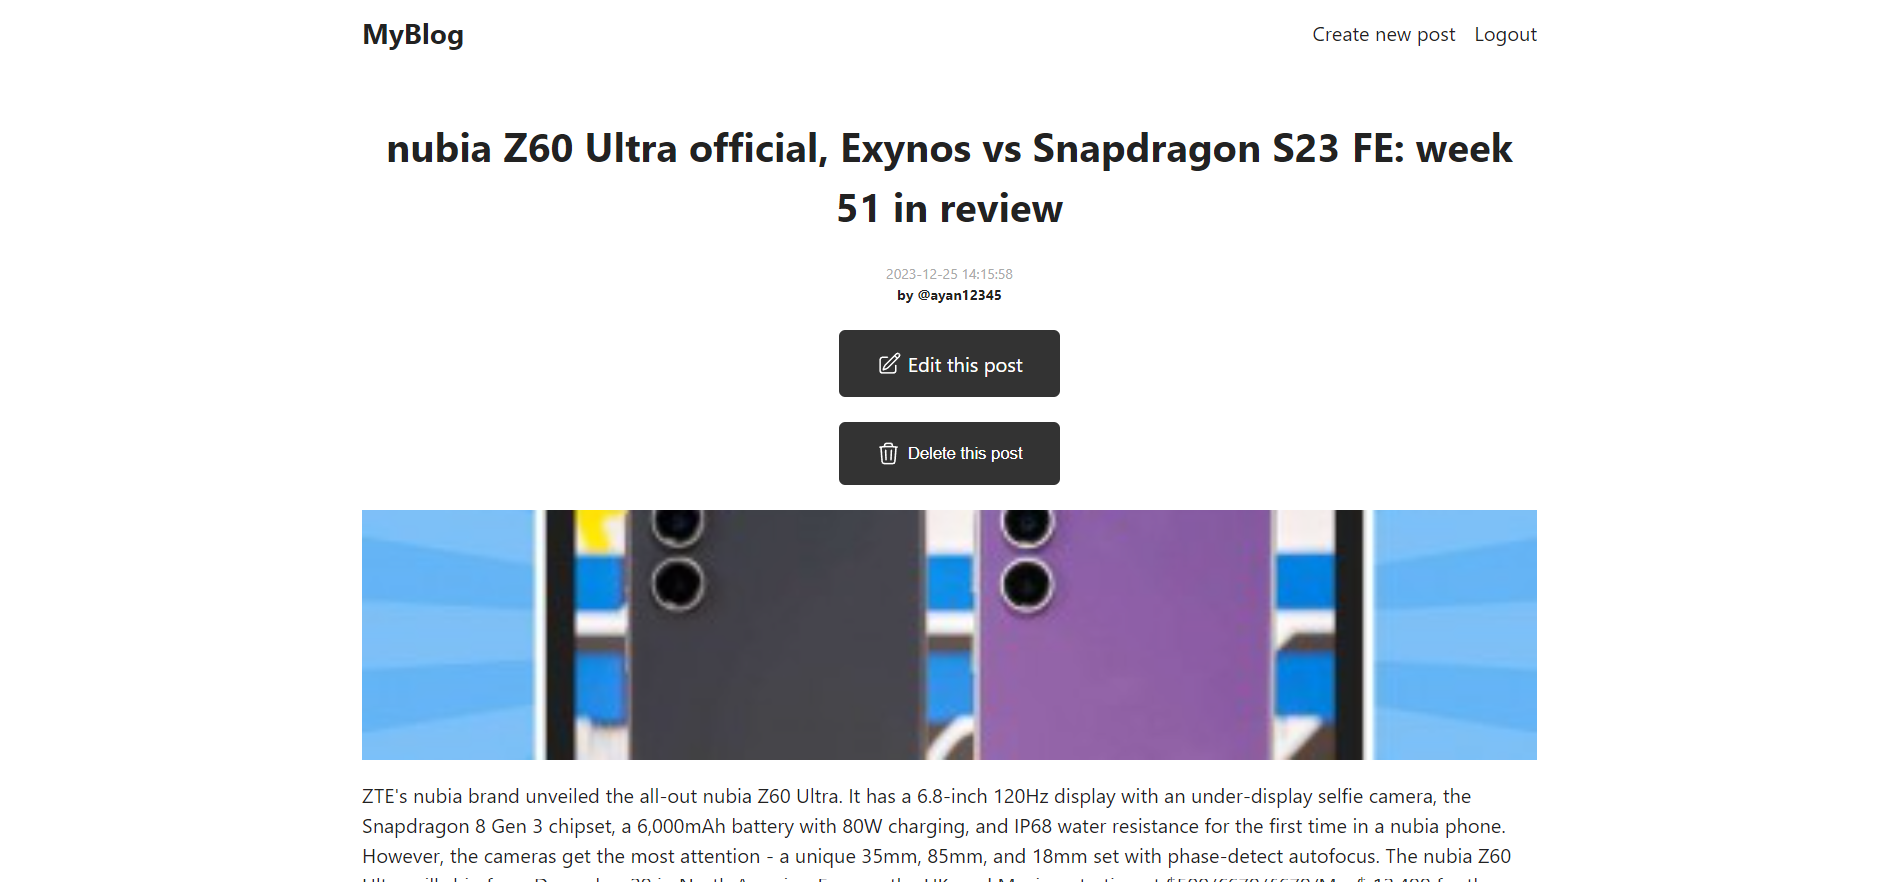 MyBlog
Create new post
Logout
nubia Z60 Ultra official, Exynos vs Snapdragon S23 FE: week
51 in review
2023-12-25 14:15:58
by @ayan12345
Edit this post
Delete this post
ZTE's nubia brand unveiled the all-out nubia Z60 Ultra. It has a 6.8-inch 120Hz display with an under-display selfie camera, the
Snapdragon 8 Gen 3 chipset, a 6,000mAh battery with 80W charging, and IP68 water resistance for the first time in a nubia phone.
However, the cameras get the most attention - a unique 35mm, 85mm, and 18mm set with phase-detect autofocus. The nubia Z60